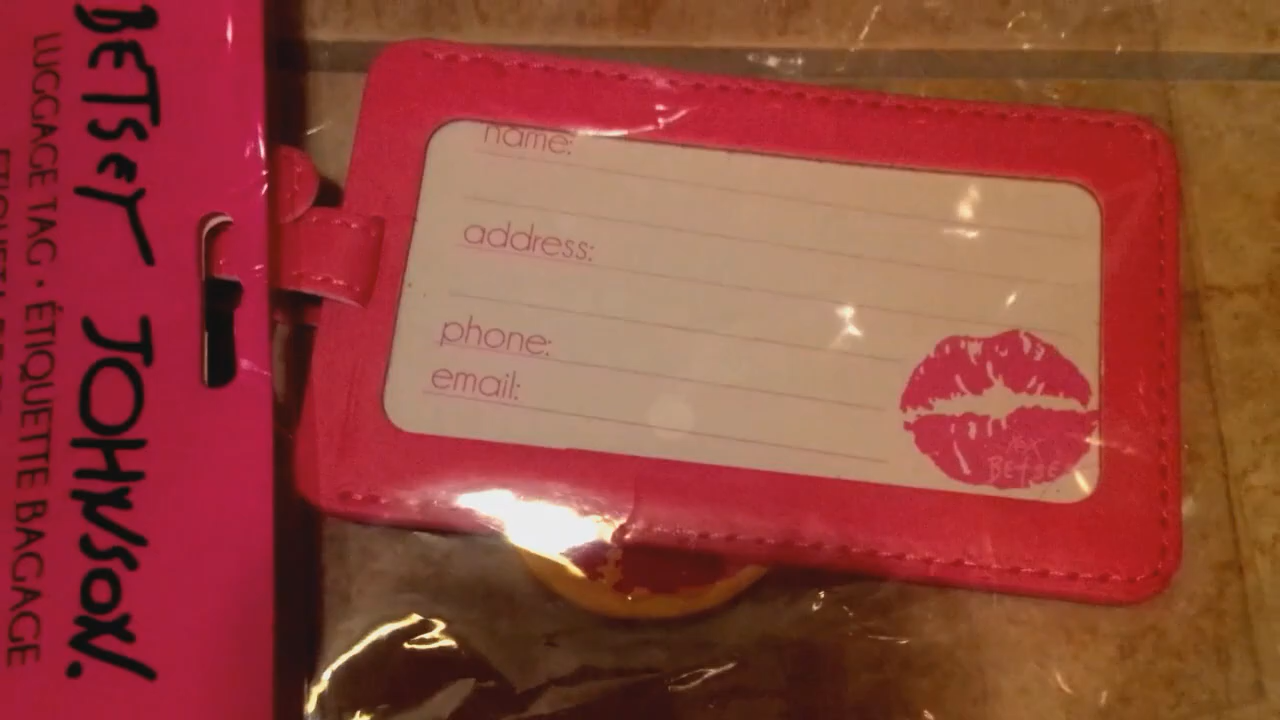 BETSEY JOHNSON.
LUGGAGE TAG • ÉTIQUETTE BAGAGE
name:
address:
phone:
email: